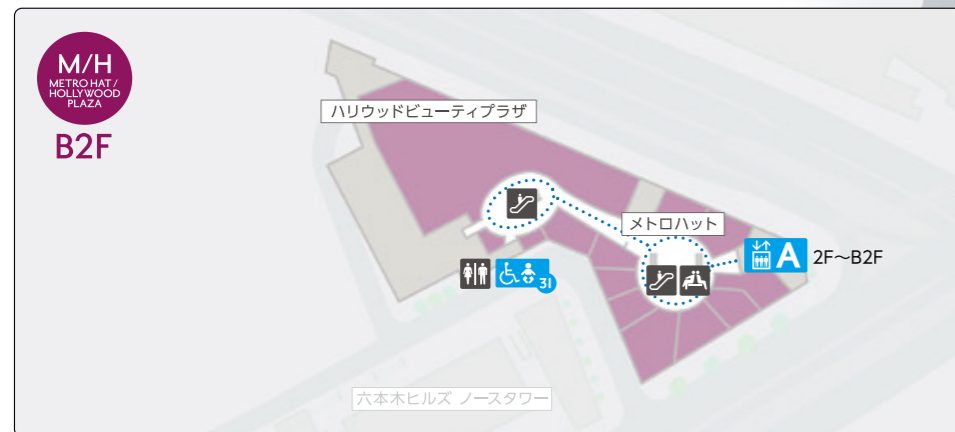 M/H
METRO HAT /
HOLLYWOOD
PLAZA
B2F
ハリウッドビューティプラザ
メトロハット
A 2F～B2F
31
六本木ヒルズ ノースタワー